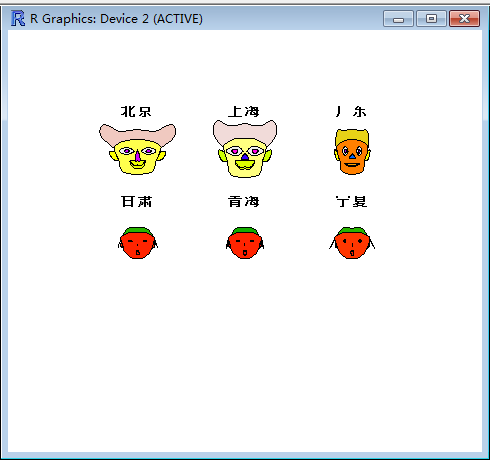 R Graphics: Device 2 (ACTIVE)
北京 上海 广东
甘肃 青海 宁夏